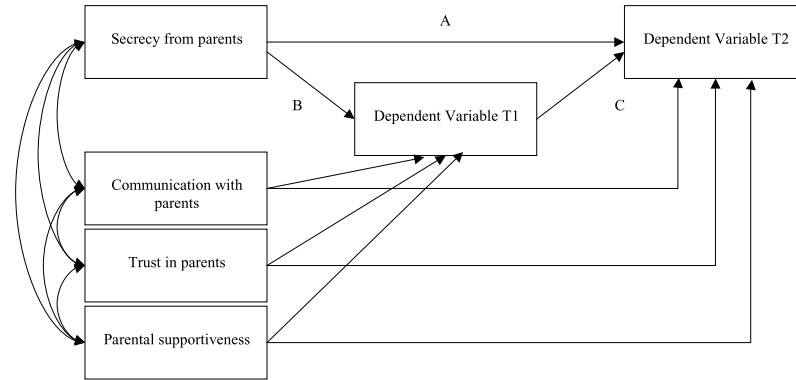 A
Secrecy from parents
Dependent Variable T2
B
Dependent Variable T1
C
Communication with
parents
Trust in parents
Parental supportiveness